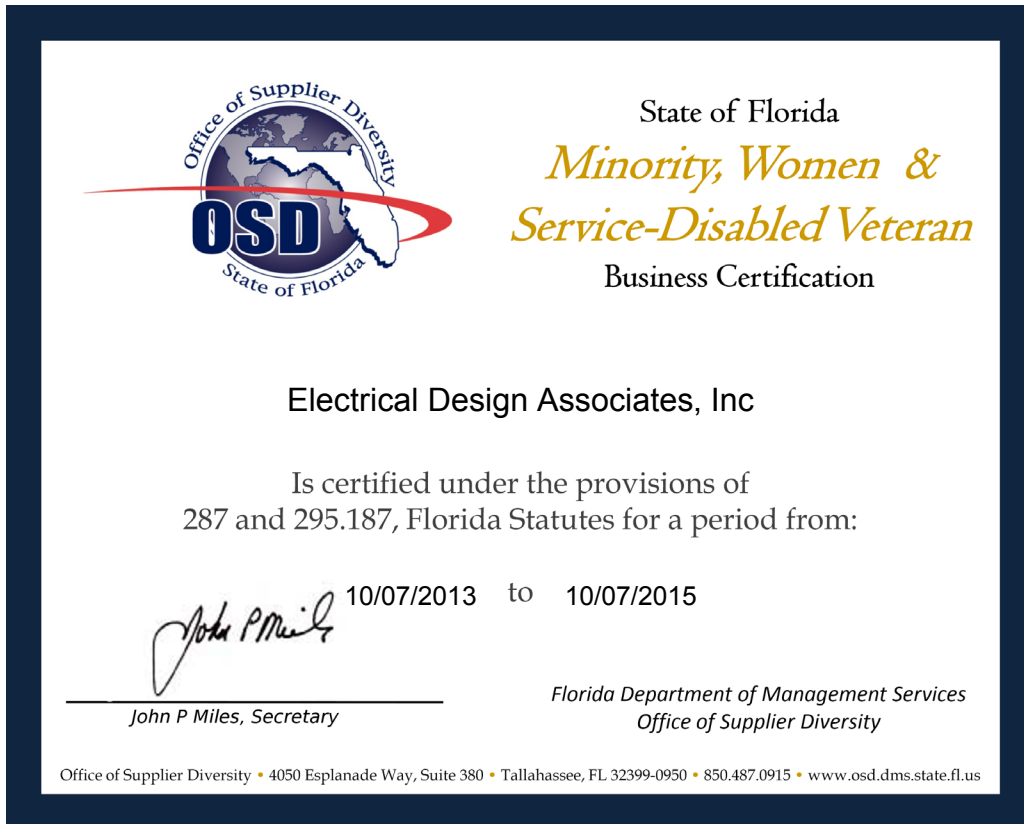 Office of Supplier Diversity
OSD
State of Florida
State of Florida
Minority, Women &
Service-Disabled Veteran
Business Certification
Electrical Design Associates, Inc
Is certified under the provisions of
287 and 295.187, Florida Statutes for a period from:
10/07/2013 to 10/07/2015
John P Miles
John P Miles, Secretary
Florida Department of Management Services
Office of Supplier Diversity
Office of Supplier Diversity • 4050 Esplanade Way, Suite 380 • Tallahassee, FL 32399-0950 • 850.487.0915 • www.osd.dms.state.fl.us